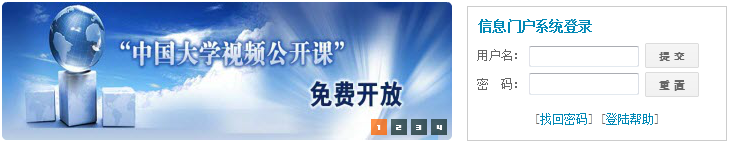 “中国大学视频公开课”
免费开放
1 2 3 4
信息门户系统登录
用户名：
提 交
密 码：
重 置
[找回密码] [登陆帮助]